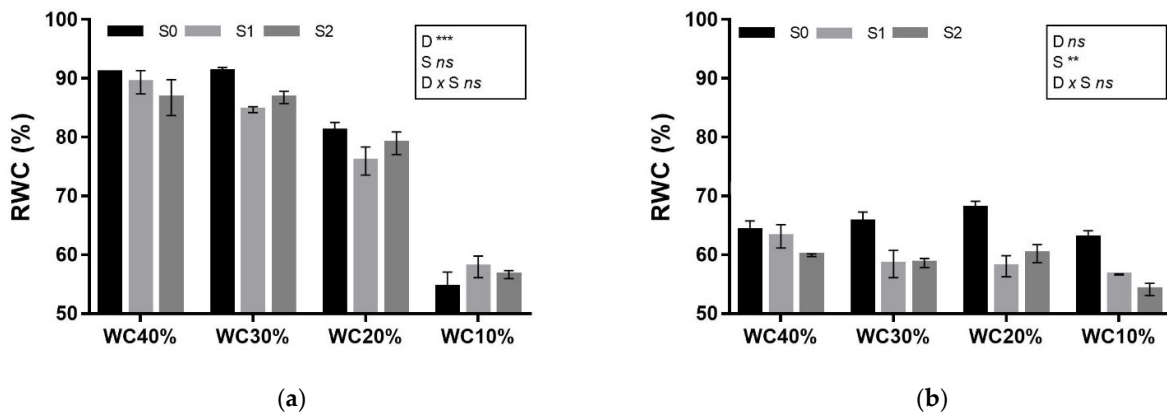 S0 S1 S2
D ***
S ns
D x S ns
RWC (%)
100
90
80
70
60
50
WC40% WC30% WC20% WC10%
(a)
S0 S1 S2
D ns
S **
D x S ns
RWC (%)
100
90
80
70
60
50
WC40% WC30% WC20% WC10%
(b)